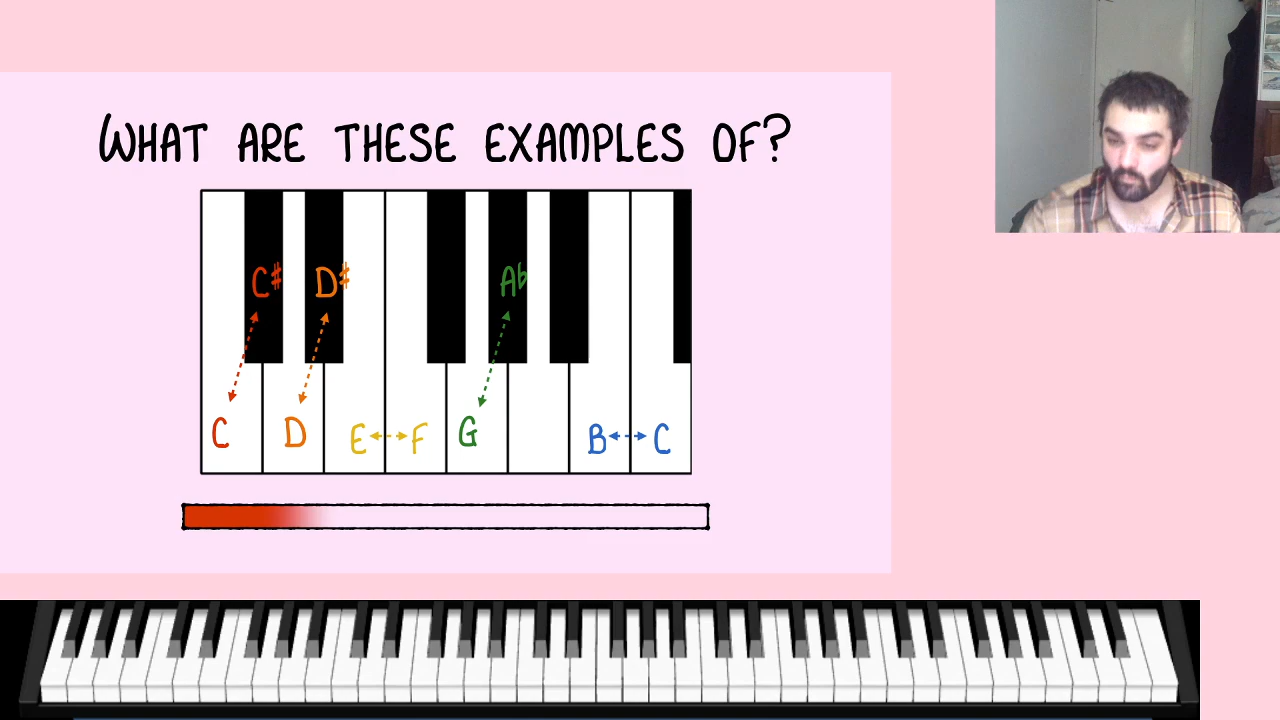 WHAT ARE THESE EXAMPLES OF?
C♯ D♯ A♭
C D E F G B C